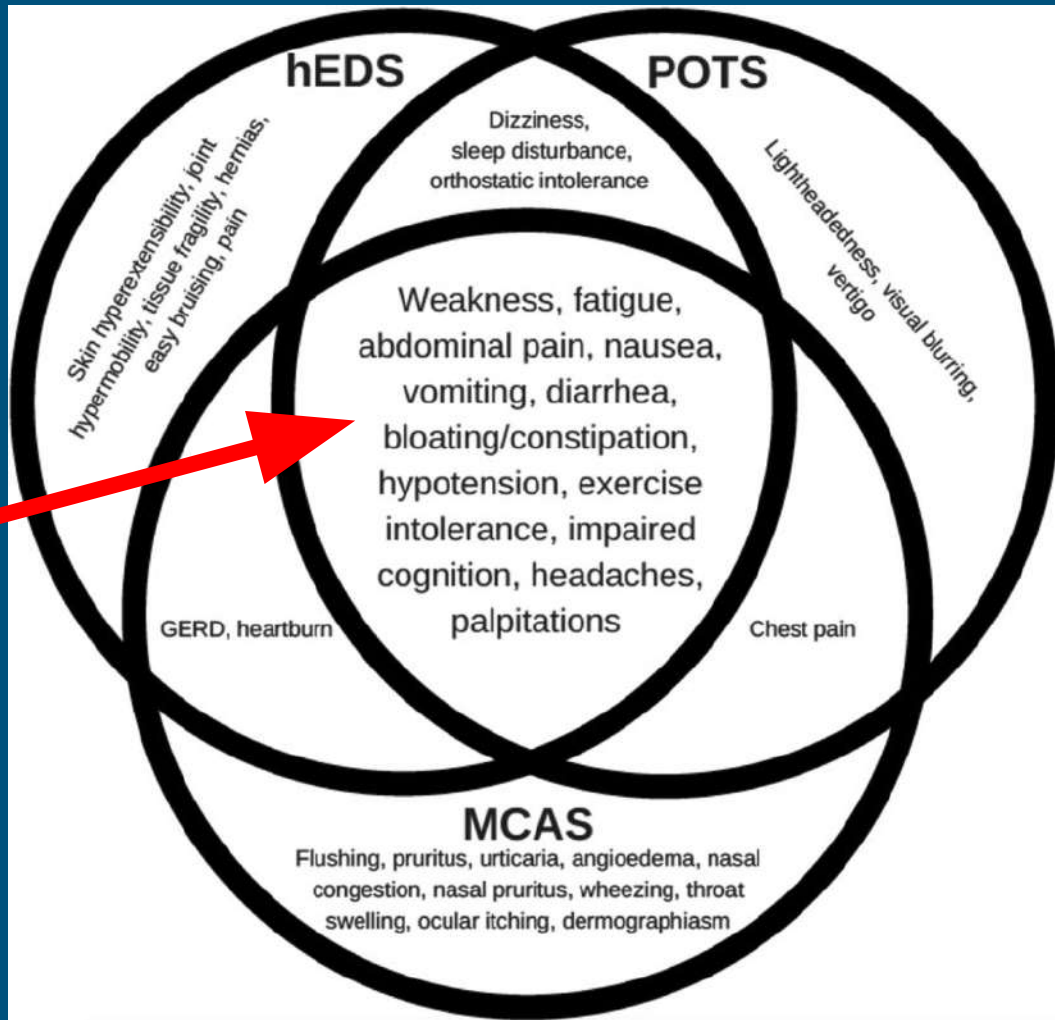 hEDS
POTS
Dizziness,
sleep disturbance,
orthostatic intolerance
Skin hyperextensibility, joint
hypermobility, tissue fragility, hernias,
easy bruising, pain
Lightheadedness, visual blurring,
vertigo
Weakness, fatigue,
abdominal pain, nausea,
vomiting, diarrhea,
bloating/constipation,
hypotension, exercise
intolerance, impaired
cognition, headaches,
palpitations
GERD, heartburn
Chest pain
MCAS
Flushing, pruritus, urticaria, angioedema, nasal
congestion, nasal pruritus, wheezing, throat
swelling, ocular itching, dermographiasm